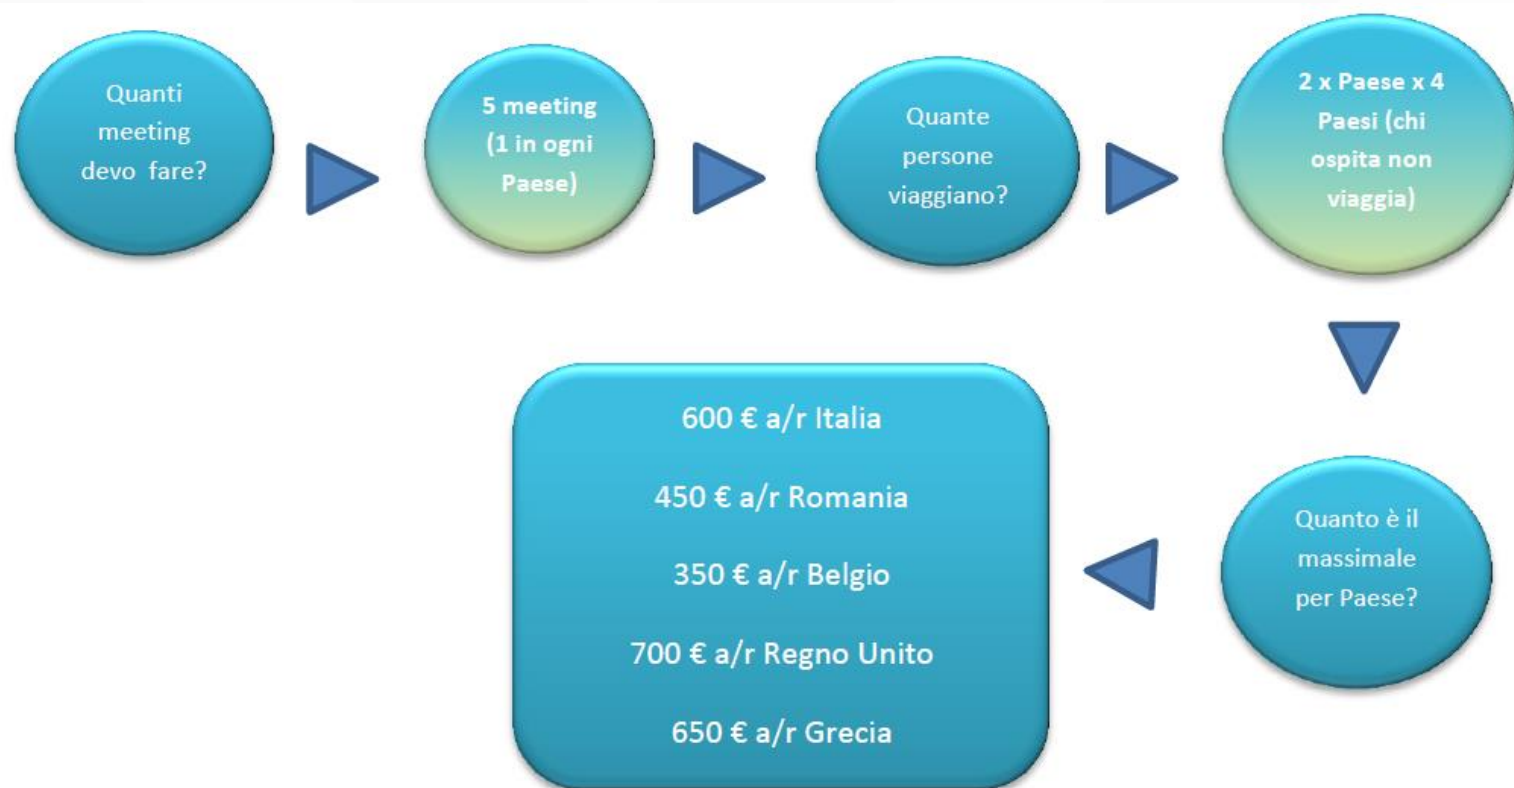 Quanti
meeting
devo fare?
5 meeting
(1 in ogni
Paese)
Quante
persone
viaggiano?
2 x Paese x 4
Paesi (chi
ospita non
viaggia)
Quanto è il
massimale
per Paese?
600 € a/r Italia
450 € a/r Romania
350 € a/r Belgio
700 € a/r Regno Unito
650 € a/r Grecia